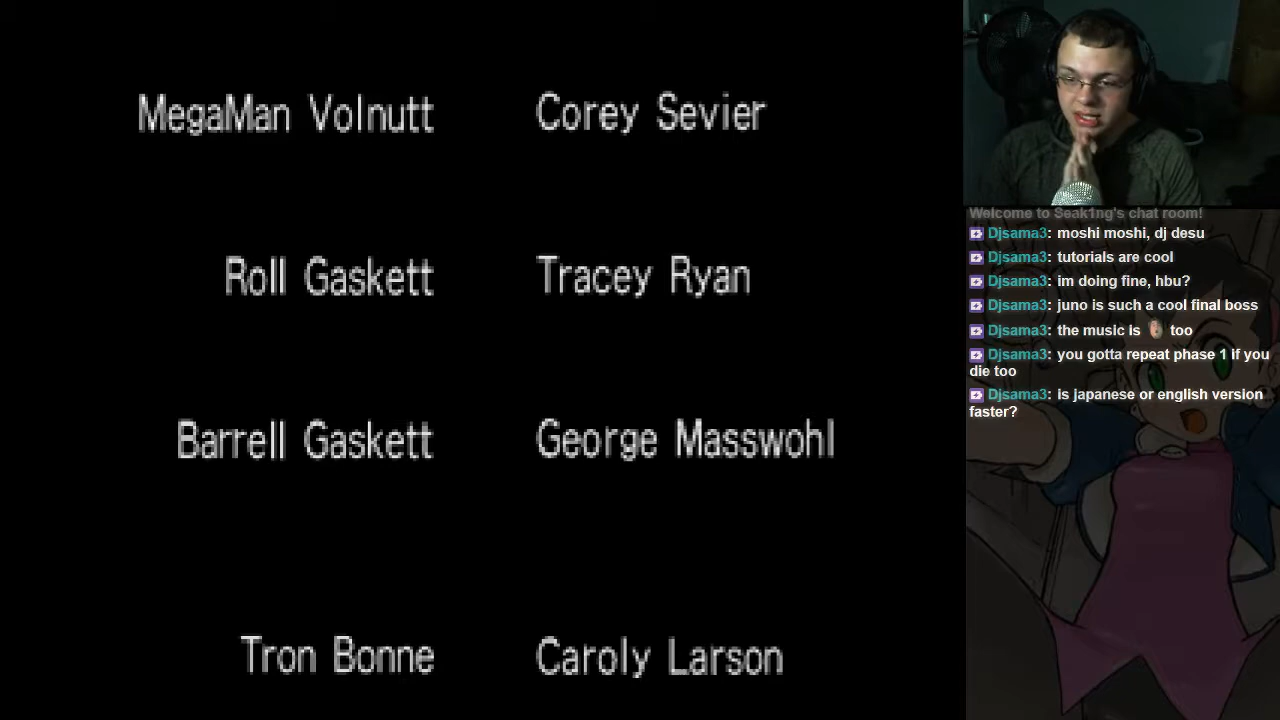 MegaMan Volnutt Corey Sevier
Roll Gaskett Tracey Ryan
Barrell Gaskett George Masswohl
Tron Bonne Caroly Larson
Welcome to Seak1ng's chat room!
Djsama3: moshi moshi, dj desu
Djsama3: tutorials are cool
Djsama3: im doing fine, hbu?
Djsama3: juno is such a cool final boss
Djsama3: the music is too
Djsama3: you gotta repeat phase 1 if you
die too
Djsama3: is japanese or english version
faster?